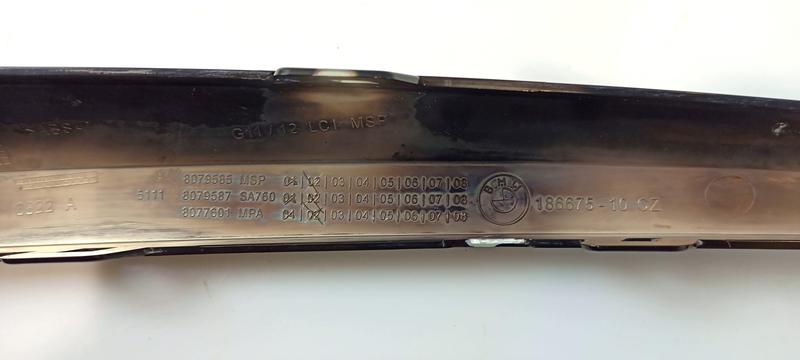 G11/12 LCI MSP
8079585 MSP 01|02|03|04|05|06|07|08
5111 8079587 SA760 01|02|03|04|05|06|07|08
8077601 MPA 01|02|03|04|05|06|07|08
BMW
186675-10 CZ